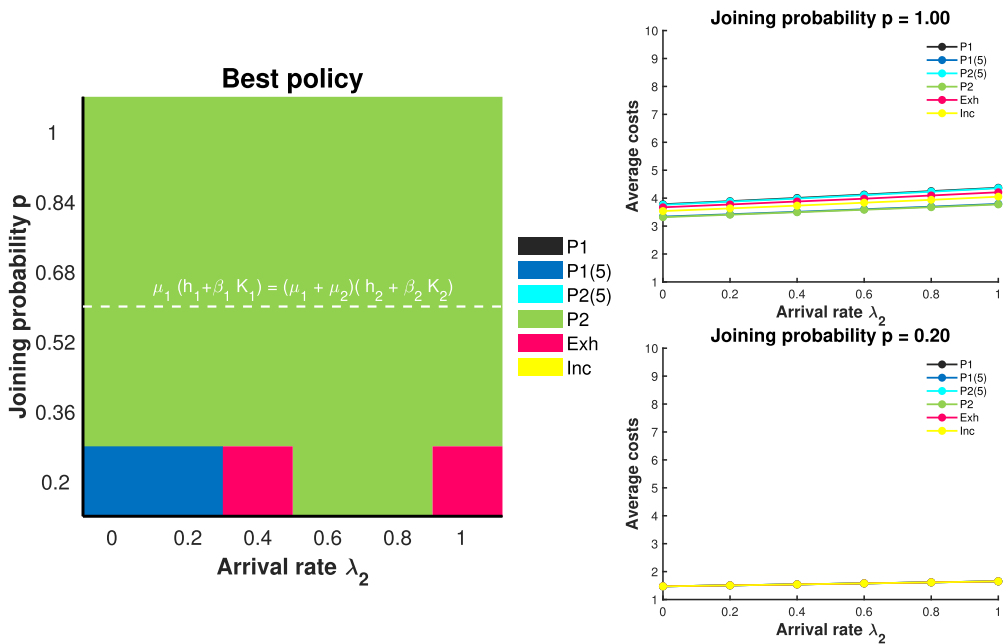 Best policy
Joining probability p
1
0.84
0.68
0.52
0.36
0.2
μ₁ (h₁+β₁ K₁) = (μ₁ + μ₂)( h₂ + β₂ K₂)
0 0.2 0.4 0.6 0.8 1
Arrival rate λ₂
P1
P1(5)
P2(5)
P2
Exh
Inc
Joining probability p = 1.00
Average costs
10
9
8
7
6
5
4
3
2
1
P1
P1(5)
P2(5)
P2
Exh
Inc
0 0.2 0.4 0.6 0.8 1
Arrival rate λ₂
Joining probability p = 0.20
Average costs
10
9
8
7
6
5
4
3
2
1
P1
P1(5)
P2(5)
P2
Exh
Inc
0 0.2 0.4 0.6 0.8 1
Arrival rate λ₂